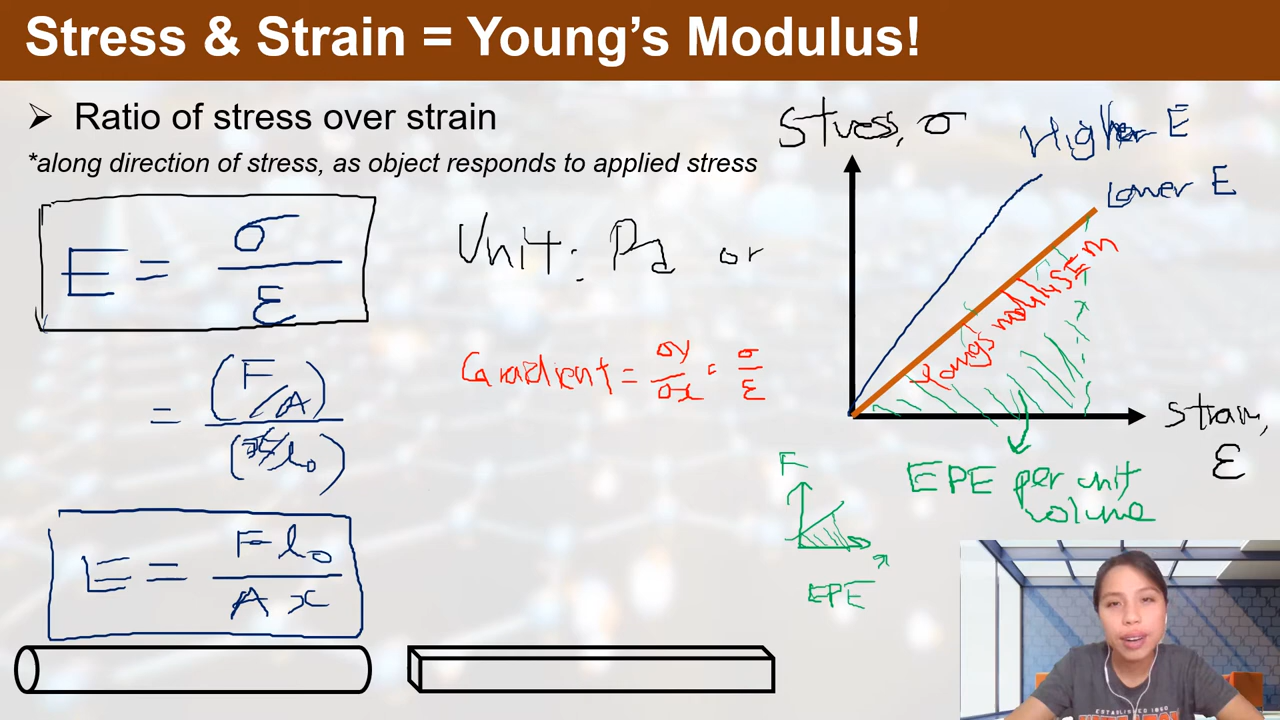 Stress & Strain = Young's Modulus!
➤ Ratio of stress over strain
*along direction of stress, as object responds to applied stress
E = σ/ε
= (F/A)/(x/l₀)
E = Fl₀/Ax
Unit: Pa or
Gradient = Δy/Δx = σ/ε
Stress, σ
Higher E
Lower E
Young's modulus = m
Strain,
ε
EPE per unit
volume
F
x
EPE